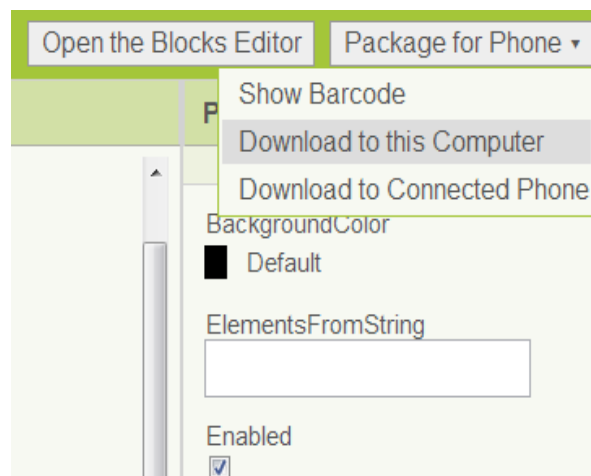 Open the Blocks Editor
Package for Phone
Show Barcode
P
Download to this Computer
Download to Connected Phone
BackgroundColor
Default
ElementsFromString
Enabled